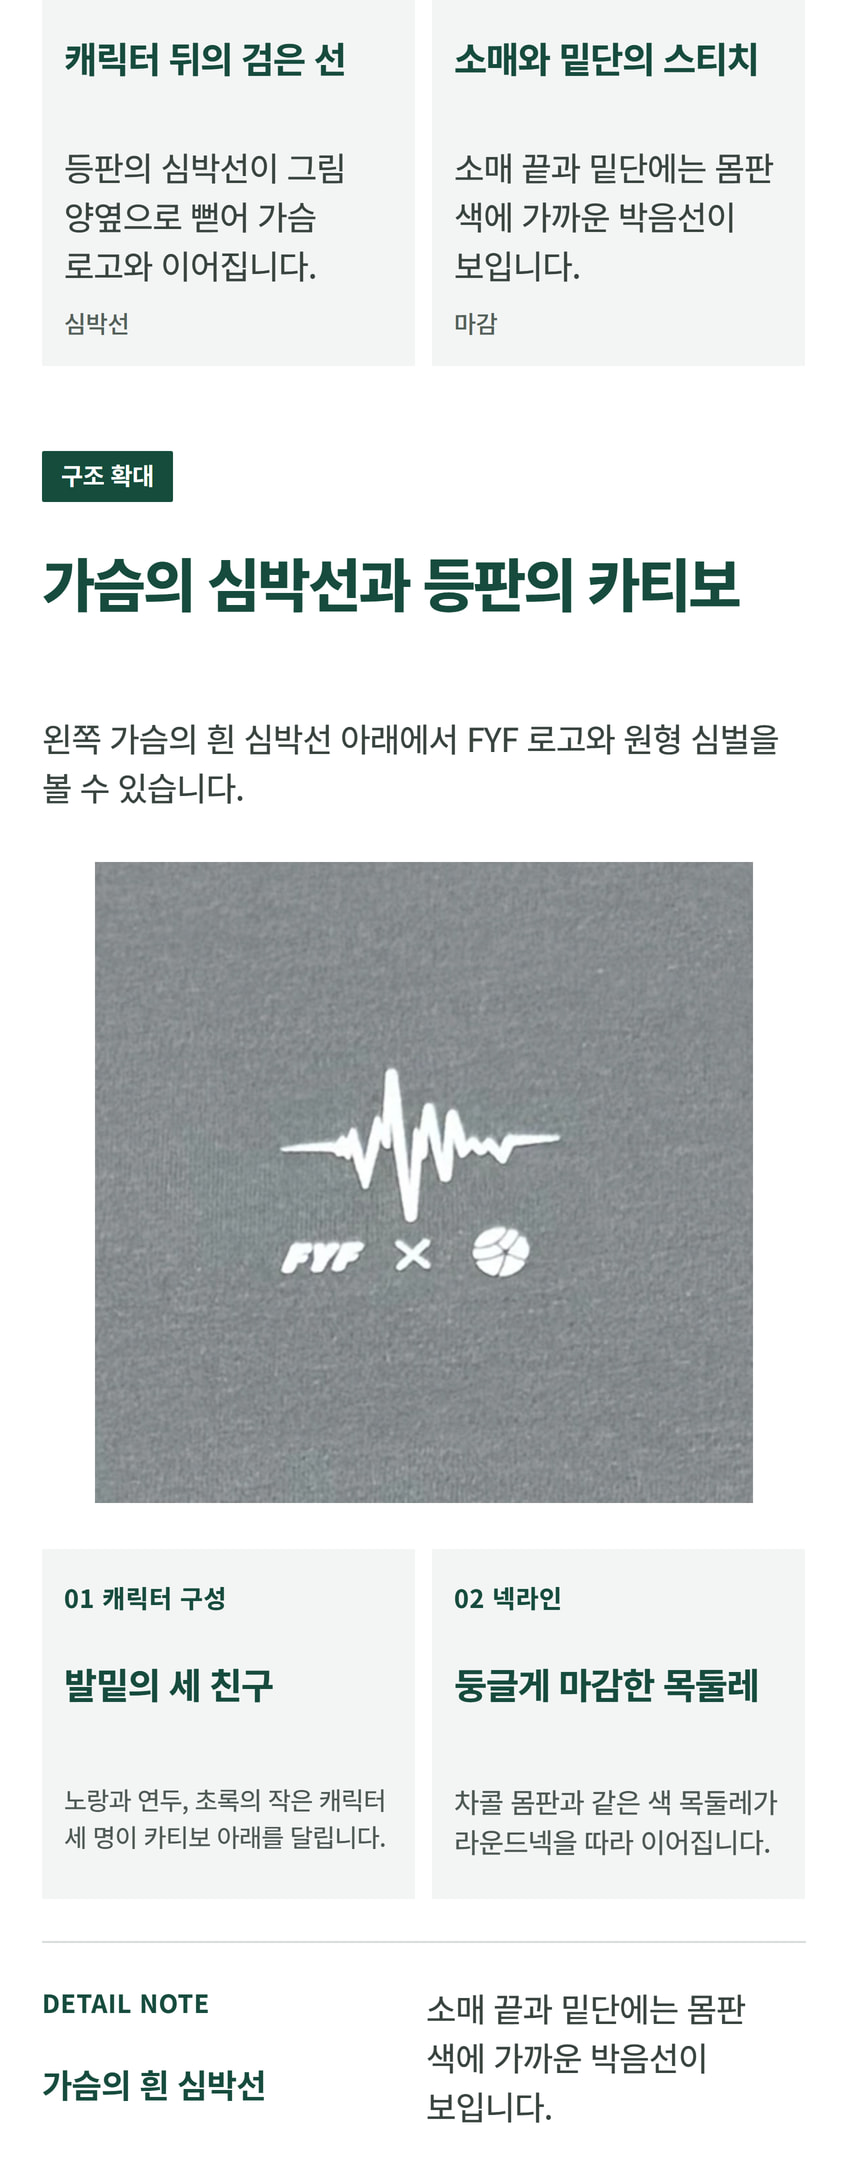 캐릭터 뒤의 검은 선
등판의 심박선이 그림
양옆으로 뻗어 가슴
로고와 이어집니다.
심박선
소매와 밑단의 스티치
소매 끝과 밑단에는 몸판
색에 가까운 박음선이
보입니다.
마감
구조 확대
가슴의 심박선과 등판의 카티보
왼쪽 가슴의 흰 심박선 아래에서 FYF 로고와 원형 심벌을
볼 수 있습니다.
FYF ×
01 캐릭터 구성
발밑의 세 친구
노랑과 연두, 초록의 작은 캐릭터
세 명이 카티보 아래를 달립니다.
02 넥라인
둥글게 마감한 목둘레
차콜 몸판과 같은 색 목둘레가
라운드넥을 따라 이어집니다.
DETAIL NOTE
가슴의 흰 심박선
소매 끝과 밑단에는 몸판
색에 가까운 박음선이
보입니다.